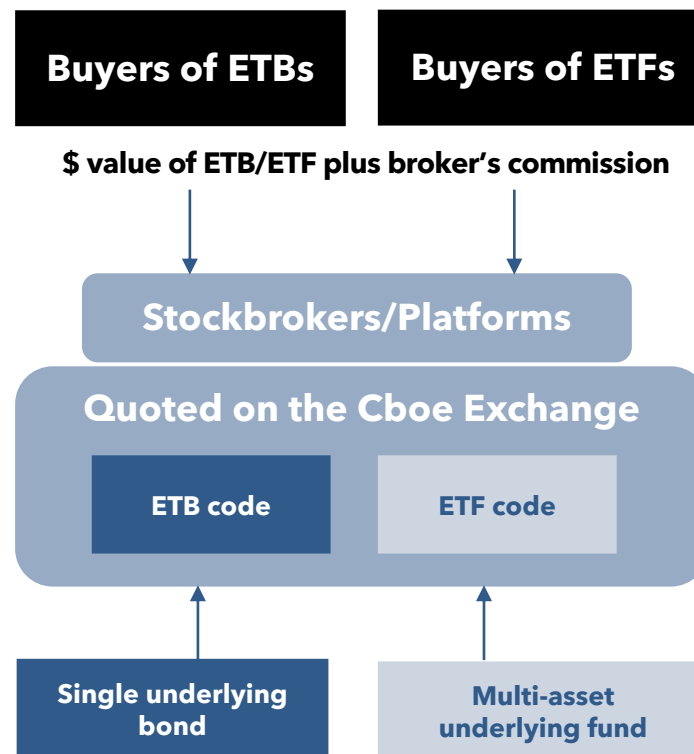 Buyers of ETBs
Buyers of ETFs
$ value of ETB/ETF plus broker’s commission
Stockbrokers/Platforms
Quoted on the Cboe Exchange
ETB code
ETF code
Single underlying
bond
Multi-asset
underlying fund